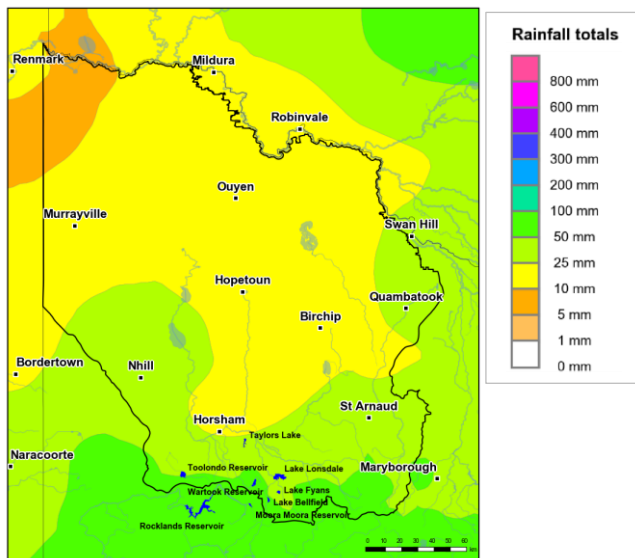 Rainfall totals
800 mm
600 mm
400 mm
300 mm
200 mm
100 mm
50 mm
25 mm
10 mm
5 mm
1 mm
0 mm
Renmark
Mildura
Robinvale
Ouyen
Murrayville
Swan Hill
Hopetoun
Quambatook
Birchip
Bordertown
Nhill
St Arnaud
Horsham
Taylors Lake
Naracoorte
Toolondo Reservoir
Lake Lonsdale
Maryborough
Wartook Reservoir
Lake Fyans
Lake Bellfield
Moora Moora Reservoir
Rocklands Reservoir
0 10 20 30 40 50 60
km